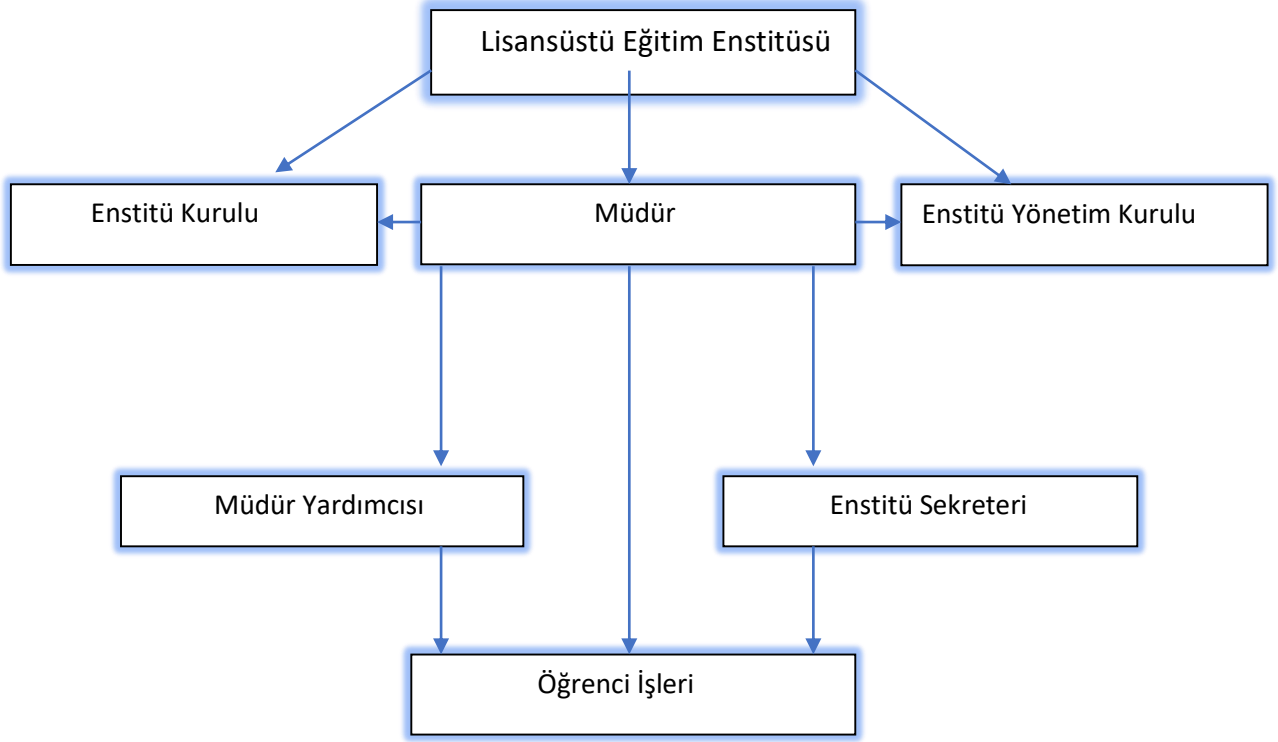 Lisansüstü Eğitim Enstitüsü
Enstitü Kurulu
Müdür
Enstitü Yönetim Kurulu
Müdür Yardımcısı
Enstitü Sekreteri
Öğrenci İşleri